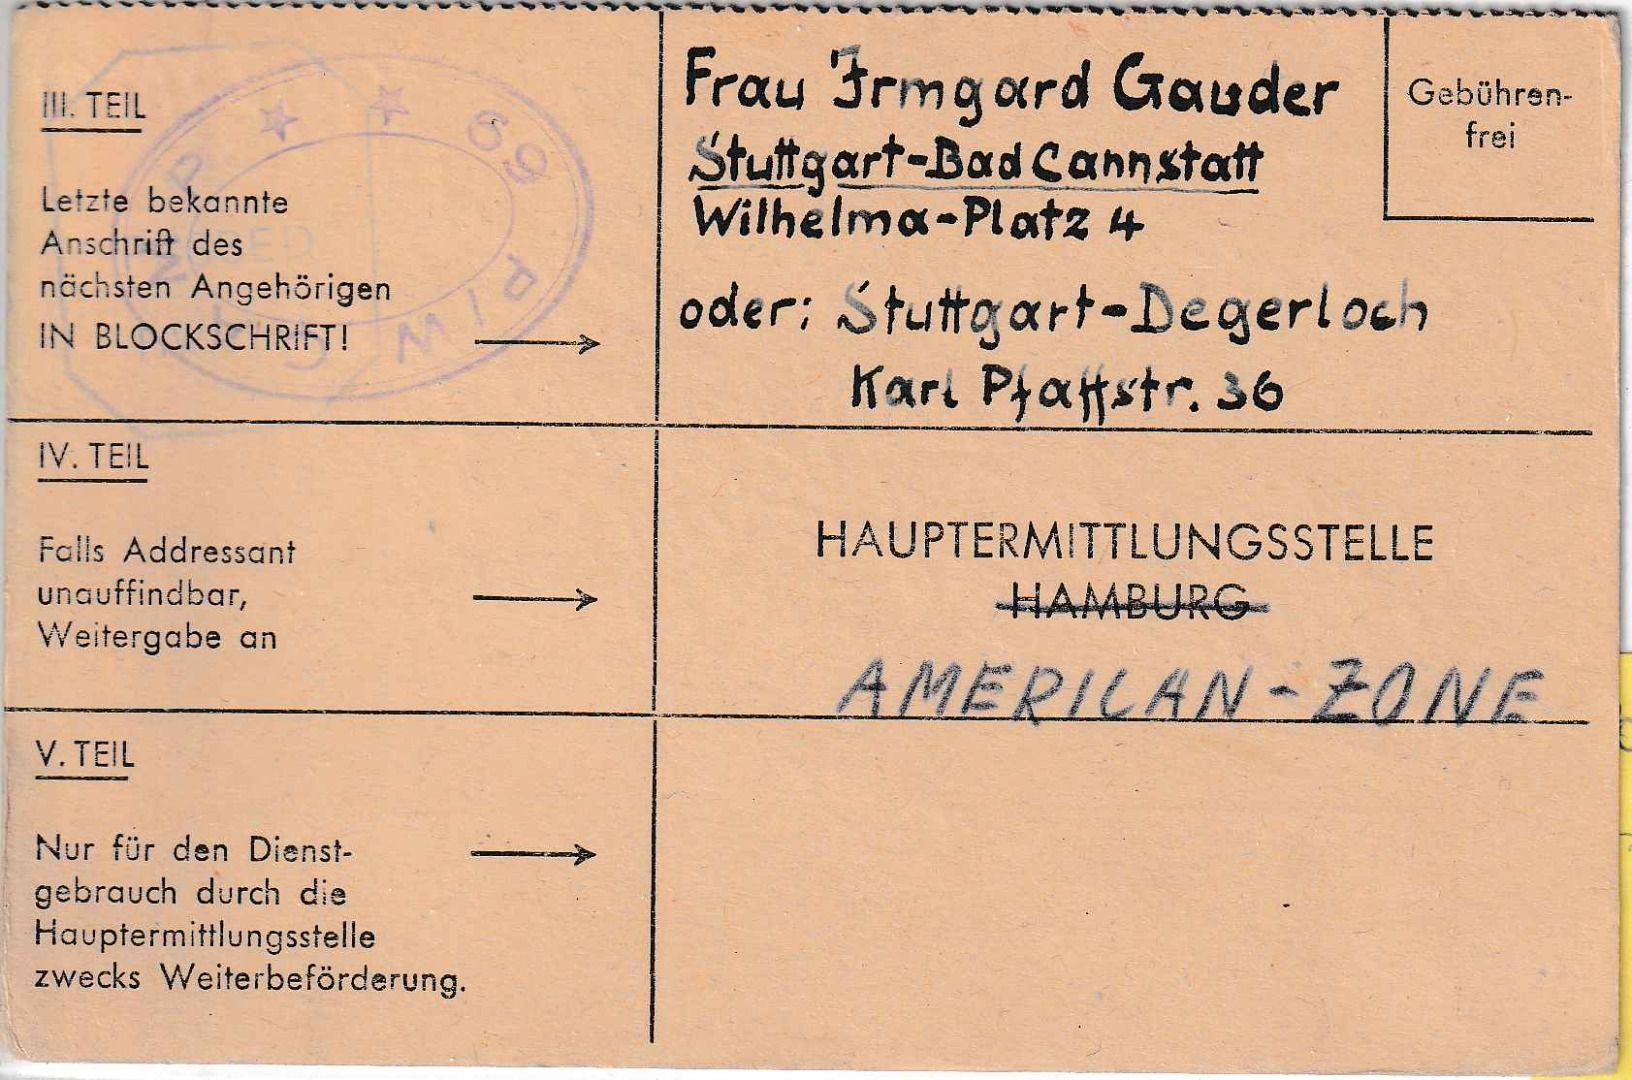 III. TEIL
Letzte bekannte
Anschrift des
nächsten Angehörigen
IN BLOCKSCHRIFT!
Frau Irmgard Gauder
Stuttgart-Bad Cannstatt
Wilhelma-Platz 4
oder: Stuttgart-Degerloch
Karl Pfaffstr. 36
Gebühren-
frei
69
IV. TEIL
Falls Addressant
unauffindbar,
Weitergabe an
HAUPTERMITTLUNGSSTELLE
HAMBURG
AMERICAN-ZONE
V. TEIL
Nur für den Dienst-
gebrauch durch die
Hauptermittlungsstelle
zwecks Weiterbeförderung.